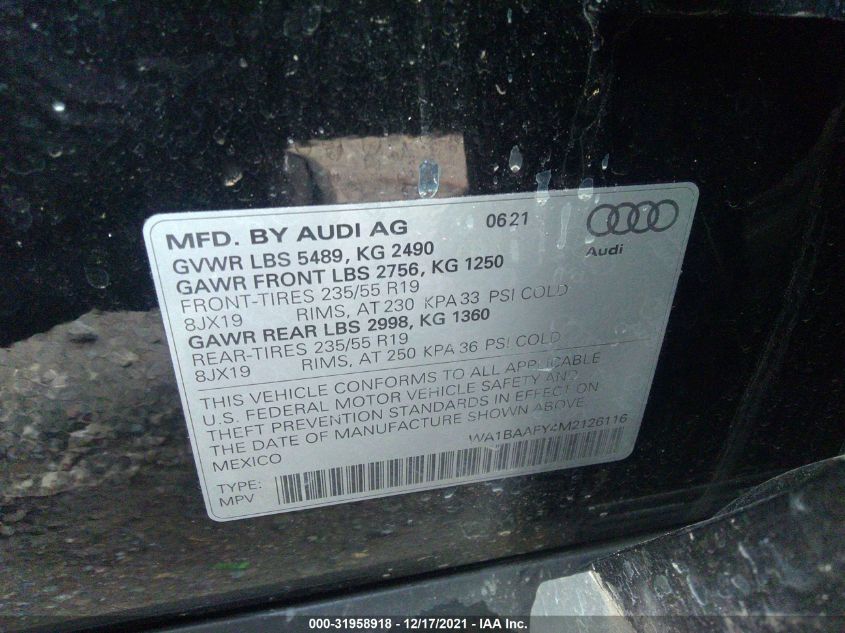 MFD. BY AUDI AG 0621
Audi
GVWR LBS 5489, KG 2490
GAWR FRONT LBS 2756, KG 1250
FRONT-TIRES 235/55 R19
8JX19 RIMS, AT 230 KPA 33 PSI COLD
GAWR REAR LBS 2998, KG 1360
REAR-TIRES 235/55 R19
8JX19 RIMS, AT 250 KPA 36 PSI COLD
THIS VEHICLE CONFORMS TO ALL APPLICABLE
U.S. FEDERAL MOTOR VEHICLE SAFETY AND
THEFT PREVENTION STANDARDS IN EFFECT ON
THE DATE OF MANUFACTURE SHOWN ABOVE.
MEXICO WA1BAAFY4M2126116
TYPE:
MPV
000-31958918 - 12/17/2021 - IAA Inc.